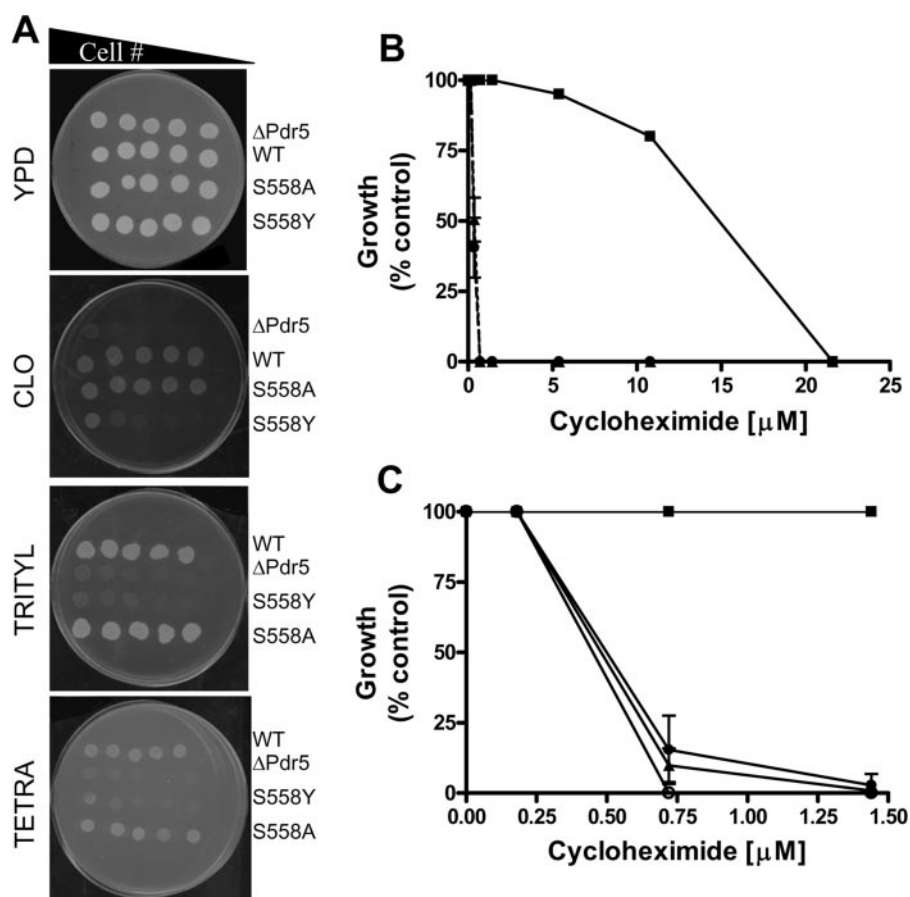 A
Cell #
YPD
ΔPdr5
WT
S558A
S558Y
CLO
ΔPdr5
WT
S558A
S558Y
TRITYL
WT
ΔPdr5
S558Y
S558A
TETRA
WT
ΔPdr5
S558Y
S558A
B
Growth
(% control)
100
75
50
25
0
0
5
10
15
20
25
Cycloheximide [μM]
C
Growth
(% control)
100
75
50
25
0
0.00
0.25
0.50
0.75
1.00
1.25
1.50
Cycloheximide [μM]